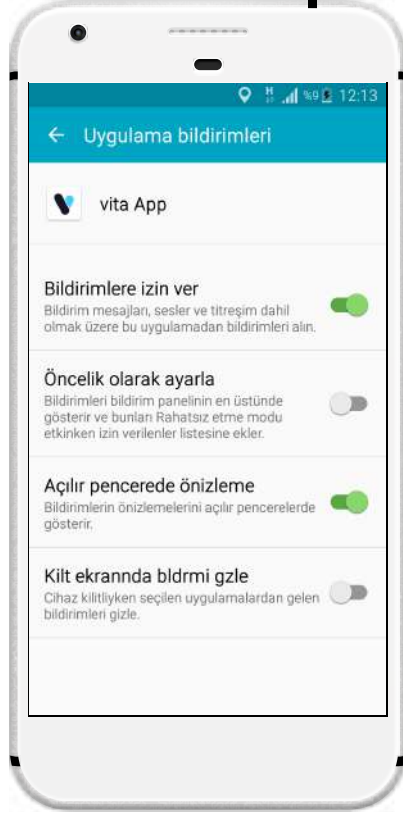 %9 12:13
Uygulama bildirimleri
vita App
Bildirimlere izin ver
Bildirim mesajları, sesler ve titreşim dahil
olmak üzere bu uygulamadan bildirimleri alın.
Öncelik olarak ayarla
Bildirimleri bildirim panelinin en üstünde
gösterir ve bunları Rahatsız etme modu
etkinken izin verilenler listesine ekler.
Açılır pencerede önizleme
Bildirimlerin önizlemelerini açılır pencerelerde
gösterir.
Kilt ekrannda bldrmi gzle
Cihaz kilitliyken seçilen uygulamalardan gelen
bildirimleri gizle.